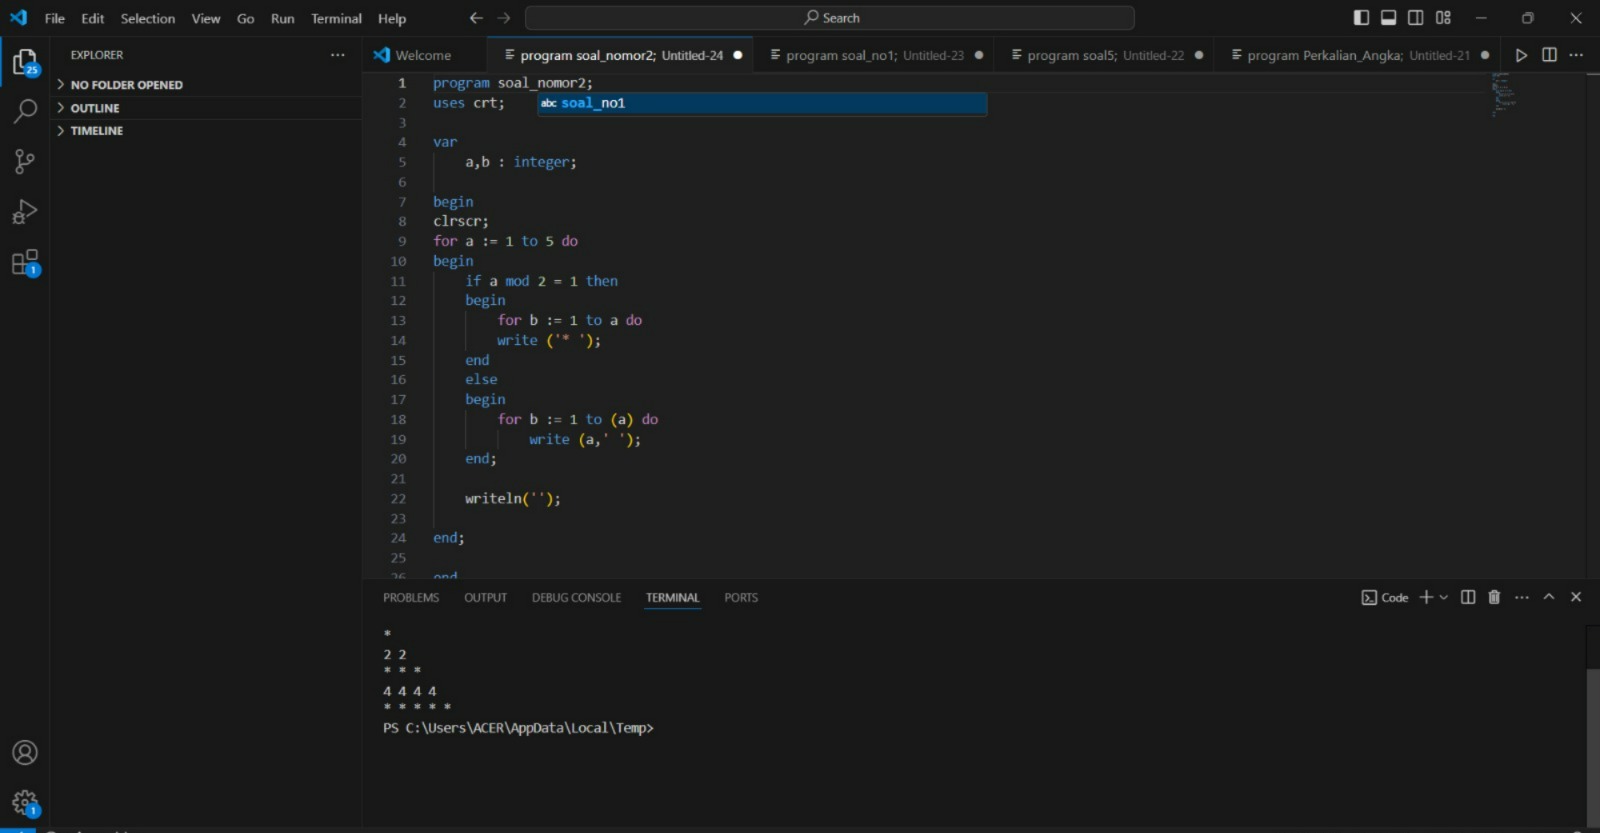 File Edit Selection View Go Run Terminal Help
Search
EXPLORER
NO FOLDER OPENED
OUTLINE
TIMELINE
25
1
1
Welcome
program soal_nomor2; Untitled-24
program soal_no1; Untitled-23
program soal5; Untitled-22
program Perkalian_Angka; Untitled-21
1 program soal_nomor2;
2 uses crt;
abc soal_no1
3
4 var
5 a,b : integer;
6
7 begin
8 clrscr;
9 for a := 1 to 5 do
10 begin
11 if a mod 2 = 1 then
12 begin
13 for b := 1 to a do
14 write ('* ');
15 end
16 else
17 begin
18 for b := 1 to (a) do
19 write (a,' ');
20 end;
21
22 writeln('');
23
24 end;
25
26 end
PROBLEMS OUTPUT DEBUG CONSOLE TERMINAL PORTS
Code
*
2 2
* * *
4 4 4 4
* * * * *
PS C:\Users\ACER\AppData\Local\Temp>